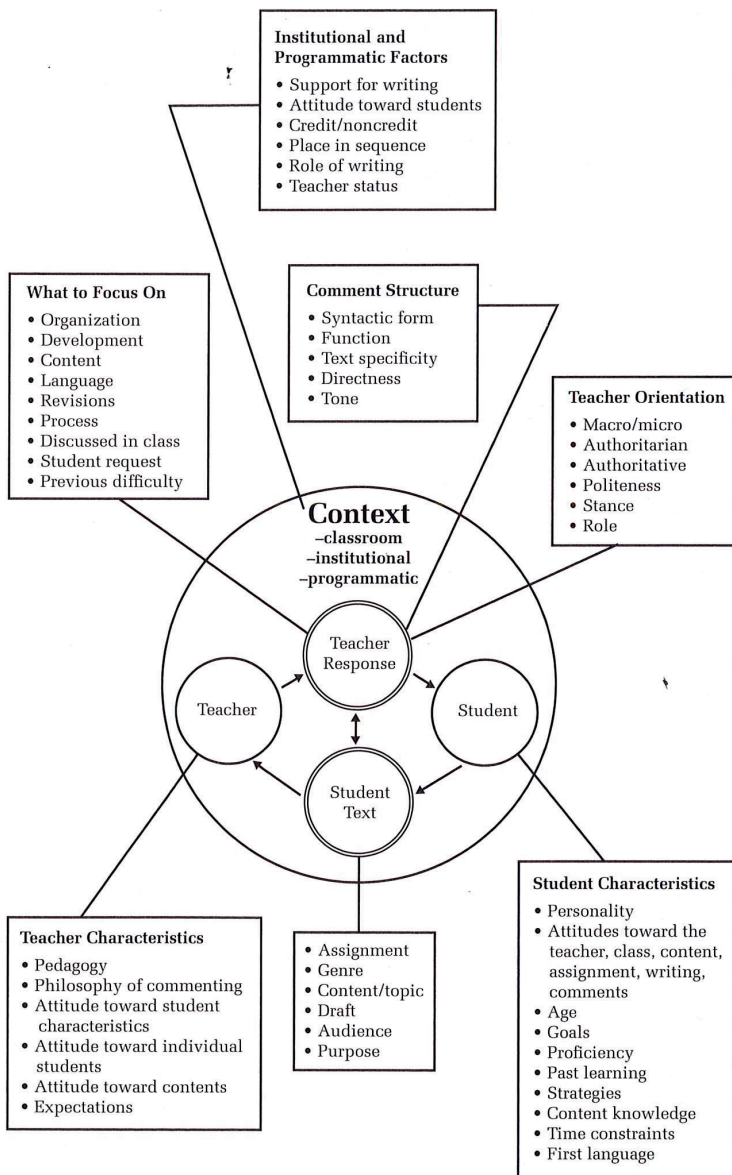 Institutional and
Programmatic Factors
• Support for writing
• Attitude toward students
• Credit/noncredit
• Place in sequence
• Role of writing
• Teacher status
What to Focus On
• Organization
• Development
• Content
• Language
• Revisions
• Process
• Discussed in class
• Student request
• Previous difficulty
Comment Structure
• Syntactic form
• Function
• Text specificity
• Directness
• Tone
Teacher Orientation
• Macro/micro
• Authoritarian
• Authoritative
• Politeness
• Stance
• Role
Context
–classroom
–institutional
–programmatic
Teacher
Response
Teacher
Student
Student
Text
Teacher Characteristics
• Pedagogy
• Philosophy of commenting
• Attitude toward student
characteristics
• Attitude toward individual
students
• Attitude toward contents
• Expectations
• Assignment
• Genre
• Content/topic
• Draft
• Audience
• Purpose
Student Characteristics
• Personality
• Attitudes toward the
teacher, class, content,
assignment, writing,
comments
• Age
• Goals
• Proficiency
• Past learning
• Strategies
• Content knowledge
• Time constraints
• First language